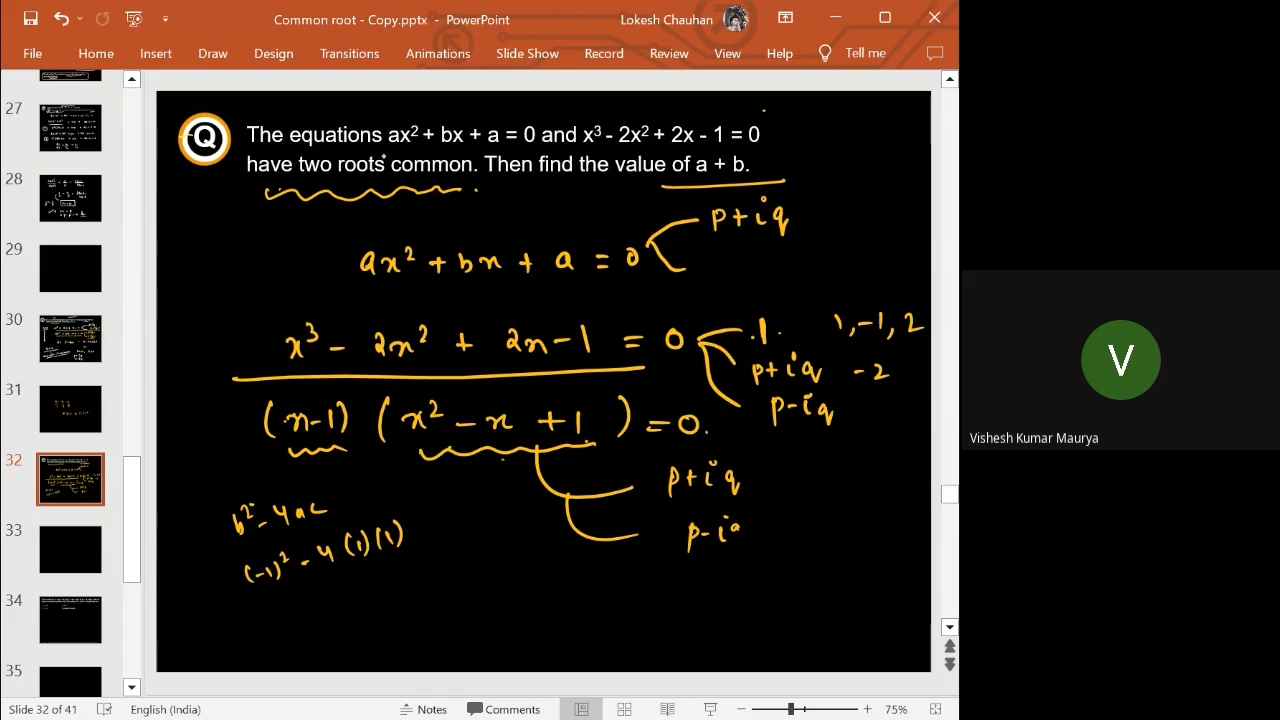 Common root - Copy.pptx - PowerPoint
Lokesh Chauhan
File Home Insert Draw Design Slide Show Transitions Animations Record Review View Help Tell me
27
28
29
30
31
32
33
34
35
Q
The equations ax² + bx + a = 0 and x³ - 2x² + 2x - 1 = 0
have two roots common. Then find the value of a + b.
p+iq
ax² + bx + a = 0
x³ - 2x² + 2x - 1 = 0
1. 1, -1, 2
p+iq - 2
p-iq
(x-1) (x² - x + 1) = 0.
p+iq
b² - 4ac
p-iq
(-1)² - 4 (1)(1)
V
Vishesh Kumar Maurya
Slide 32 of 41 English (India) Notes Comments 75%